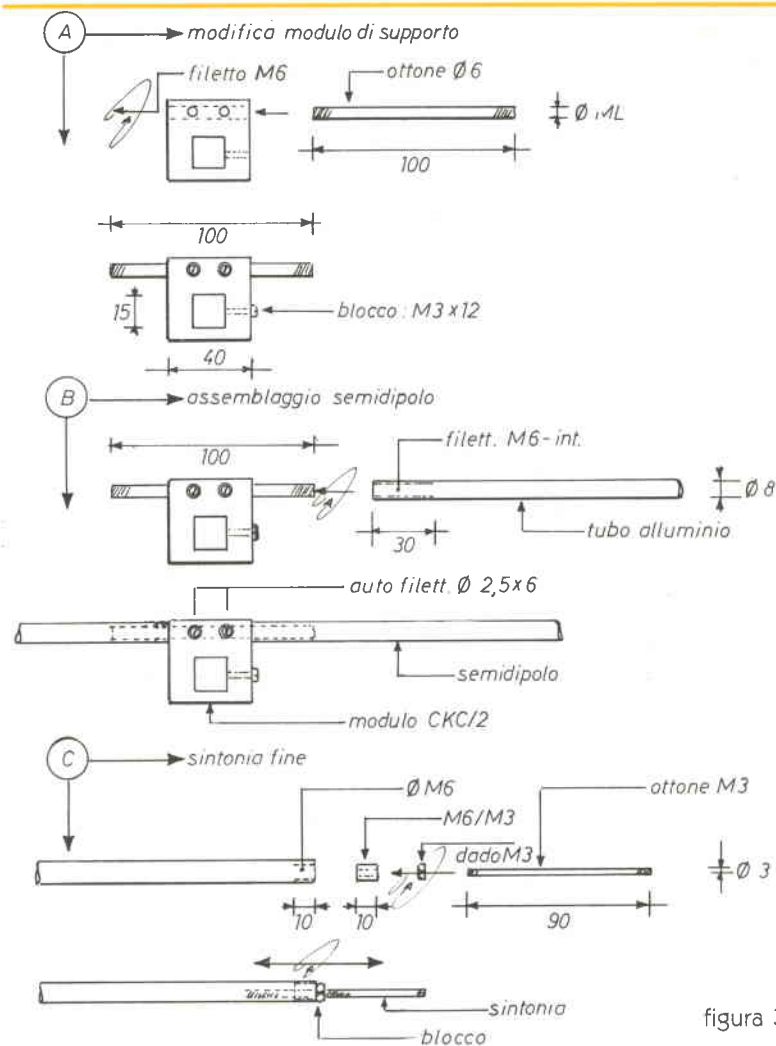 A
modifica modulo di supporto
filetto M6
ottone Ø 6
Ø
100
100
15
blocco : M3 x 12
40
B
assemblaggio semidipolo
100
filett. M6 - int.
A
Ø 8
30
tubo alluminio
auto filett. Ø 2,5 x 6
semidipolo
modulo CKC/2
C
sintonia fine
Ø M6
M6/M3
ottone M3
dado M3
A
Ø 3
10
10
90
A
sintonia
blocco
figura 3